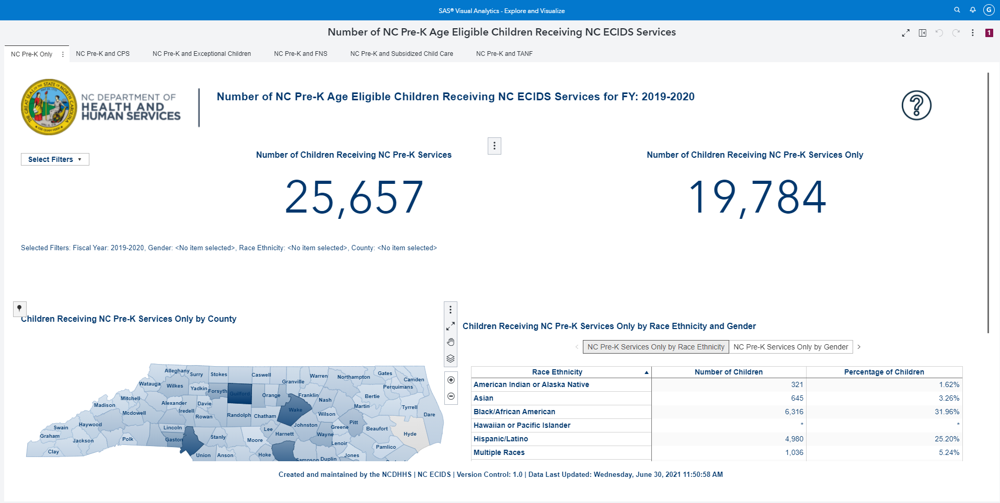 SAS® Visual Analytics - Explore and Visualize
G
Number of NC Pre-K Age Eligible Children Receiving NC ECIDS Services
1
NC Pre-K Only
NC Pre-K and CPS
NC Pre-K and Exceptional Children
NC Pre-K and FNS
NC Pre-K and Subsidized Child Care
NC Pre-K and TANF
THE GREAT SEAL OF THE STATE OF NORTH CAROLINA
ESSE QUAM VIDERI
NC DEPARTMENT OF
HEALTH AND
HUMAN SERVICES
Number of NC Pre-K Age Eligible Children Receiving NC ECIDS Services for FY: 2019-2020
?
Select Filters
Number of Children Receiving NC Pre-K Services
25,657
Number of Children Receiving NC Pre-K Services Only
19,784
Selected Filters: Fiscal Year: 2019-2020, Gender: <No item selected>, Race Ethnicity: <No item selected>, County: <No item selected>
Children Receiving NC Pre-K Services Only by County
Alleghany
Surry
Stokes
Caswell
Granville
Warren
Northampton
Gates
Camden
Watauga
Wilkes
Yadkin
Forsyth
Guilford
Orange
Franklin
Nash
Bertie
Perquimans
Mitchell
Madison
Mcdowell
Alexander
Iredell
Davie
Rowan
Randolph
Chatham
Wake
Wilson
Martin
Tyrrell
Dare
Swain
Haywood
Graham
Jackson
Clay
Polk
Lincoln
Gaston
Stanly
Union
Anson
Moore
Lee
Harnett
Hoke
Johnston
Wayne
Greene
Pitt
Beaufort
Hyde
Lenoir
Pamlico
Jones
Sampson
Duplin
Children Receiving NC Pre-K Services Only by Race Ethnicity and Gender
NC Pre-K Services Only by Race Ethnicity
NC Pre-K Services Only by Gender
Race Ethnicity Number of Children Percentage of Children
American Indian or Alaska Native 321 1.62%
Asian 645 3.26%
Black/African American 6,316 31.96%
Hawaiian or Pacific Islander * *
Hispanic/Latino 4,980 25.20%
Multiple Races 1,036 5.24%
Created and maintained by the NCDHHS | NC ECIDS | Version Control: 1.0 | Data Last Updated: Wednesday, June 30, 2021 11:50:58 AM